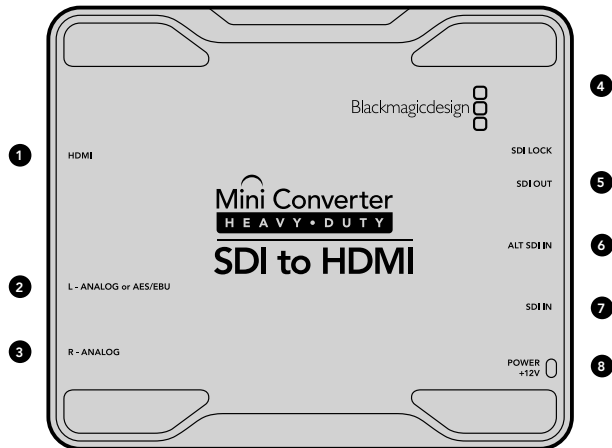 Blackmagicdesign
4
1
HDMI
SDI LOCK
SDI OUT
5
Mini Converter
HEAVY • DUTY
SDI to HDMI
ALT SDI IN
6
2
L - ANALOG or AES/EBU
SDI IN
7
3
R - ANALOG
POWER
+12V
8